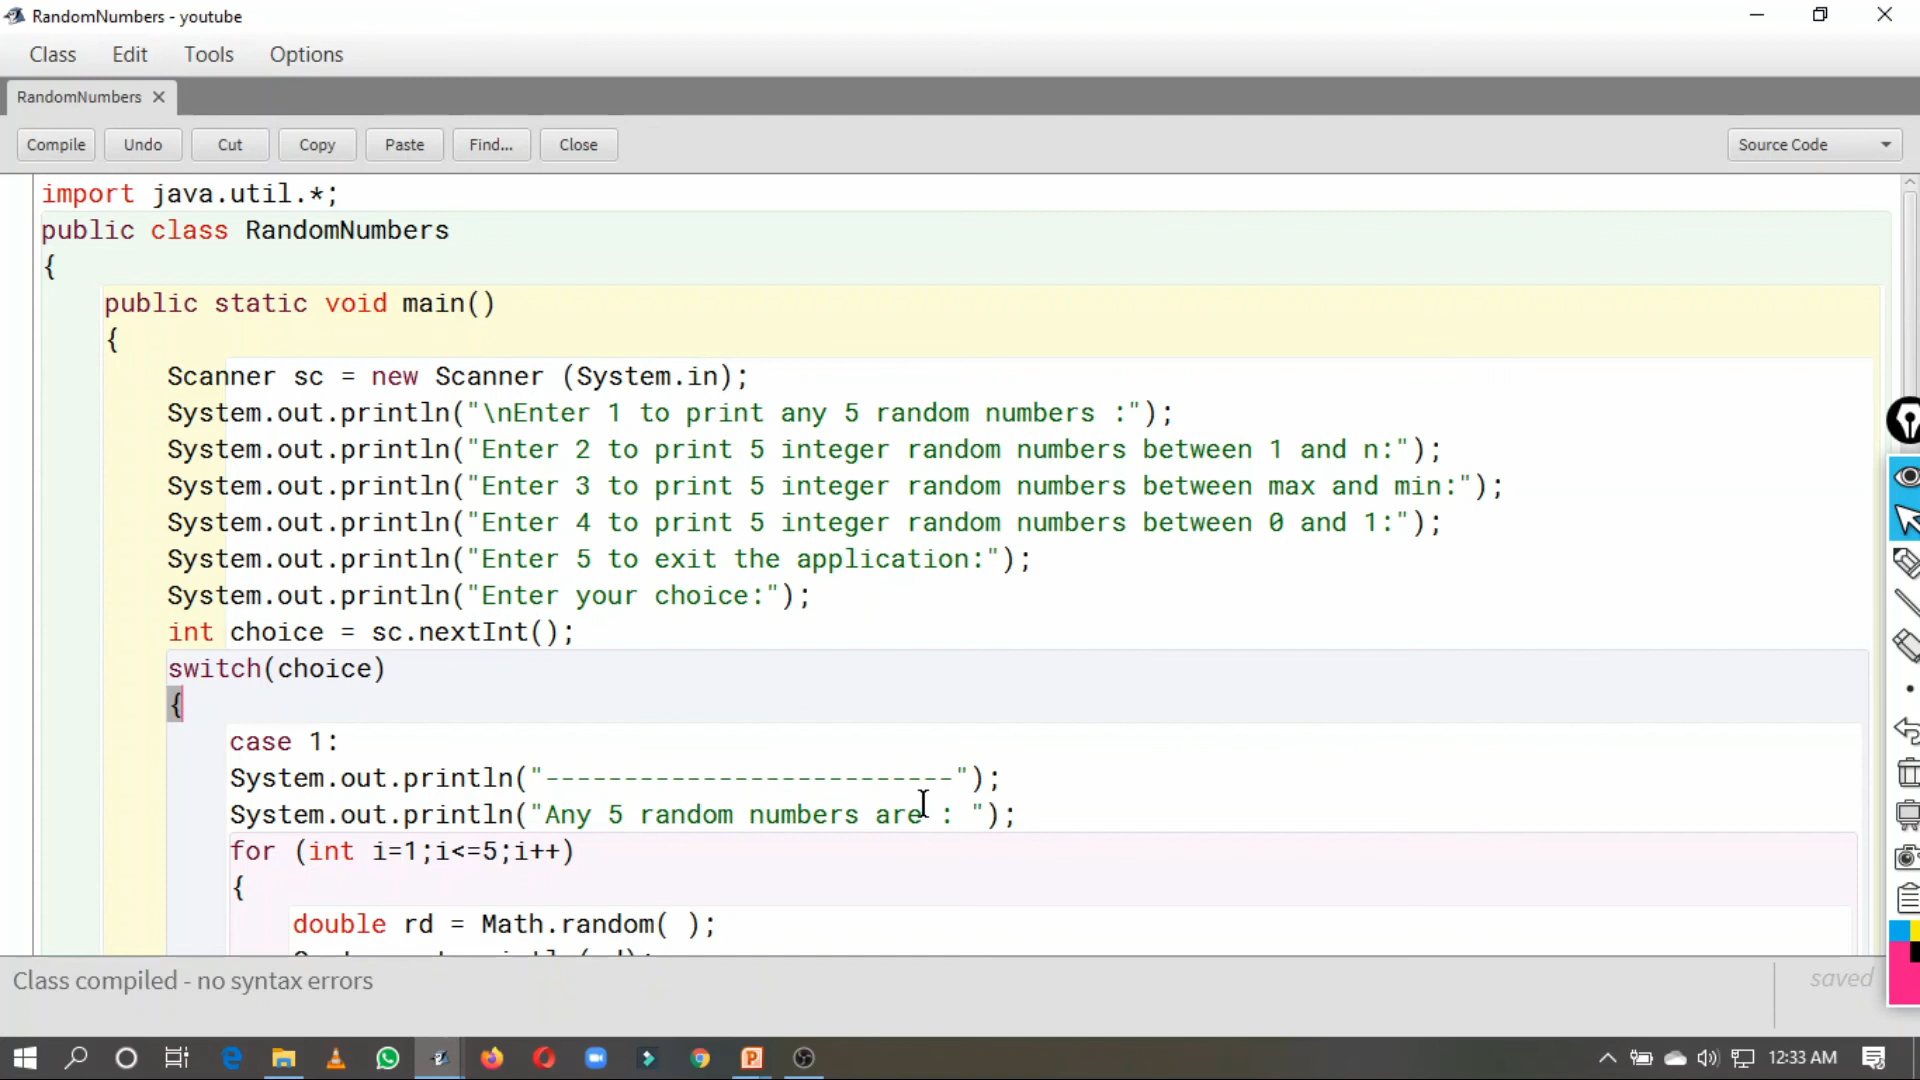 RandomNumbers - youtube
Class Edit Tools Options
RandomNumbers
Compile Undo Cut Copy Paste Find... Close Source Code
import java.util.*;
public class RandomNumbers
{
public static void main()
{
Scanner sc = new Scanner (System.in);
System.out.println("\nEnter 1 to print any 5 random numbers :");
System.out.println("Enter 2 to print 5 integer random numbers between 1 and n:");
System.out.println("Enter 3 to print 5 integer random numbers between max and min:");
System.out.println("Enter 4 to print 5 integer random numbers between 0 and 1:");
System.out.println("Enter 5 to exit the application:");
System.out.println("Enter your choice:");
int choice = sc.nextInt();
switch(choice)
{
case 1:
System.out.println("--------------------------");
System.out.println("Any 5 random numbers are : ");
for (int i=1;i<=5;i++)
{
double rd = Math.random( );
Class compiled - no syntax errors
saved
12:33 AM